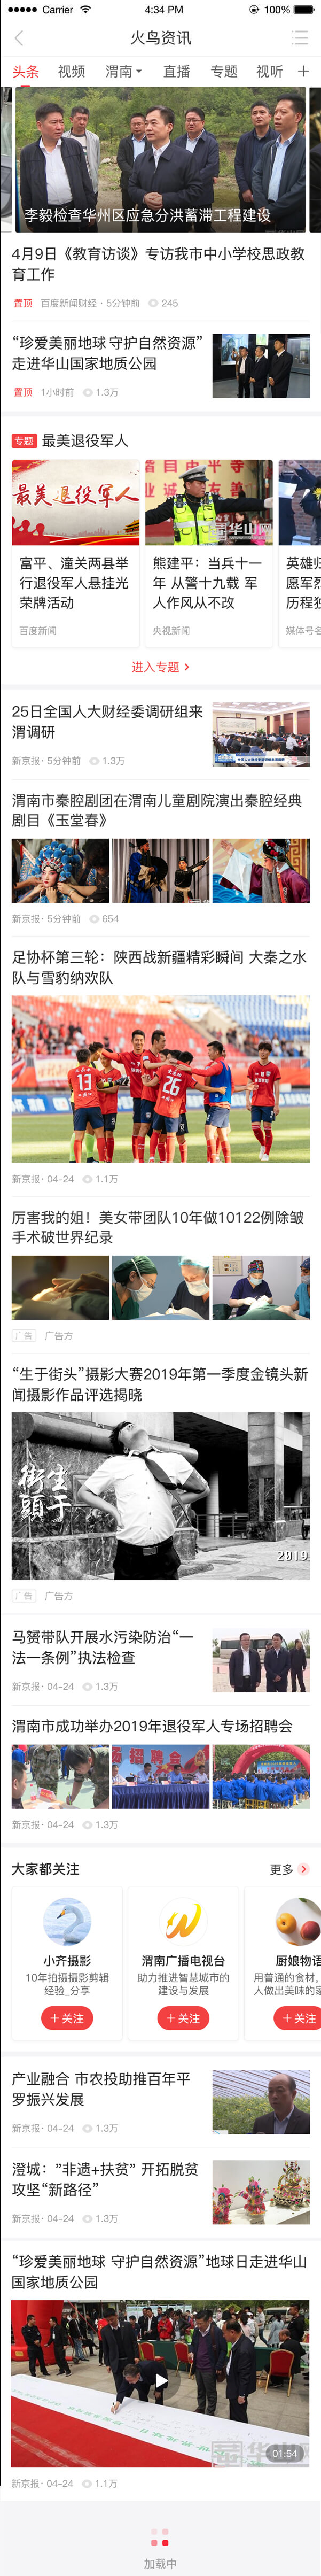 Carrier 4:34 PM 100%
火鸟资讯
头条 视频 渭南 直播 专题 视听
李毅检查华州区应急分洪蓄滞工程建设
4月9日《教育访谈》专访我市中小学校思政教
育工作
置顶 百度新闻财经 · 5分钟前 245
“珍爱美丽地球 守护自然资源”
走进华山国家地质公园
置顶 1小时前 1.3万
专题 最美退役军人
最美退役军人
华山网
富平、潼关两县举
行退役军人悬挂光
荣牌活动
百度新闻
熊建平：当兵十一
年 从警十九载 军
人作风从不改
央视新闻
英雄归
愿军烈
历程独
媒体号名
进入专题
25日全国人大财经委调研组来
渭调研
新京报 · 5分钟前 1.3万
渭南市秦腔剧团在渭南儿童剧院演出秦腔经典
剧目《玉堂春》
新京报 · 5分钟前 654
足协杯第三轮：陕西战新疆精彩瞬间 大秦之水
队与雪豹纳欢队
13
26
新京报 · 04-24 1.1万
厉害我的姐！美女带团队10年做10122例除皱
手术破世界纪录
广告 广告方
“生于街头”摄影大赛2019年第一季度金镜头新
闻摄影作品评选揭晓
街生
頭于
2019
广告 广告方
马赟带队开展水污染防治“一
法一条例”执法检查
新京报 · 04-24 1.3万
渭南市成功举办2019年退役军人专场招聘会
场招聘会
新京报 · 04-24 1.3万
大家都关注 更多
小齐摄影
10年拍摄摄影剪辑
经验_分享
+ 关注
渭南广播电视台
助力推进智慧城市的
建设与发展
+ 关注
厨娘物语
用普通的食材，
人做出美味的家
+ 关注
产业融合 市农投助推百年平
罗振兴发展
新京报 · 04-24 1.3万
澄城：”非遗+扶贫” 开拓脱贫
攻坚“新路径”
新京报 · 04-24 1.3万
“珍爱美丽地球 守护自然资源”地球日走进华山
国家地质公园
华山
01:54
新京报 · 04-24 1.1万
加载中